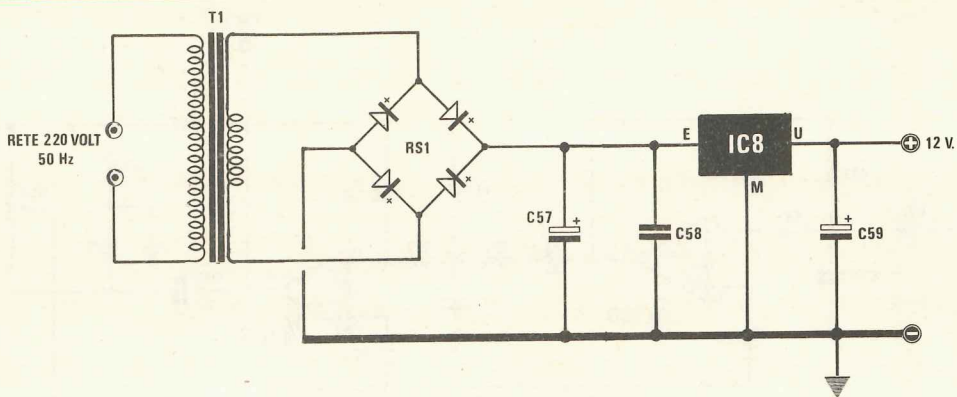 T1
RETE 220 VOLT
50 Hz
RS1
E
IC8
U
M
12 V.
C57
+
C58
+
C59